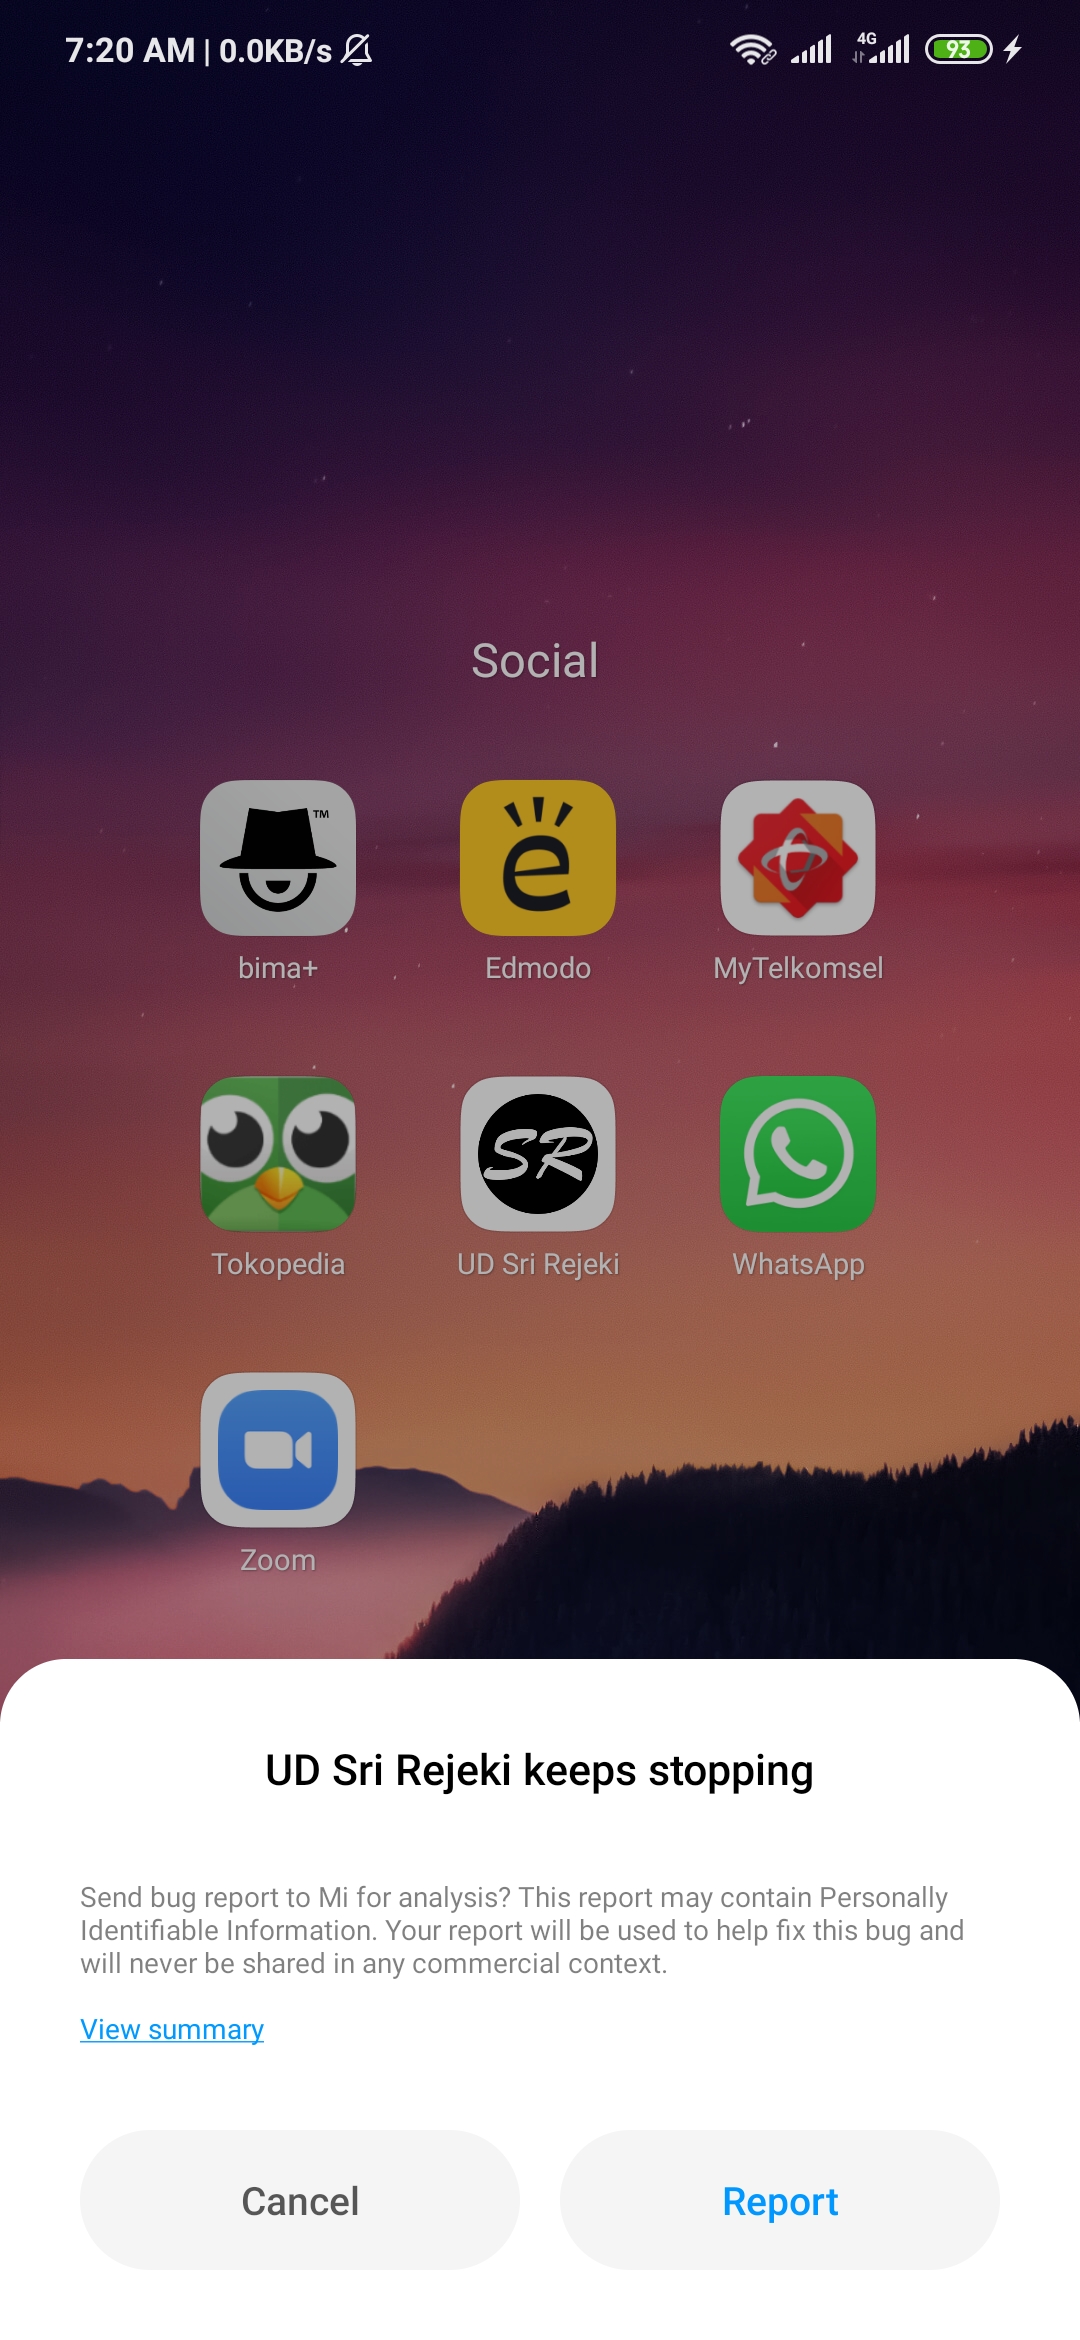 7:20 AM | 0.0KB/s
4G
93
Social
TM
e
SR
bima+
Edmodo
MyTelkomsel
Tokopedia
UD Sri Rejeki
WhatsApp
Zoom
UD Sri Rejeki keeps stopping
Send bug report to Mi for analysis? This report may contain Personally
Identifiable Information. Your report will be used to help fix this bug and
will never be shared in any commercial context.
View summary
Cancel
Report